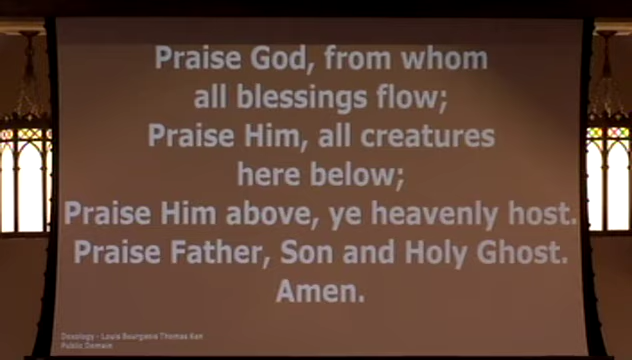 Praise God, from whom
all blessings flow;
Praise Him, all creatures
here below;
Praise Him above, ye heavenly host.
Praise Father, Son and Holy Ghost.
Amen.
Doxology - Louis Bourgeois Thomas Ken
Public Domain